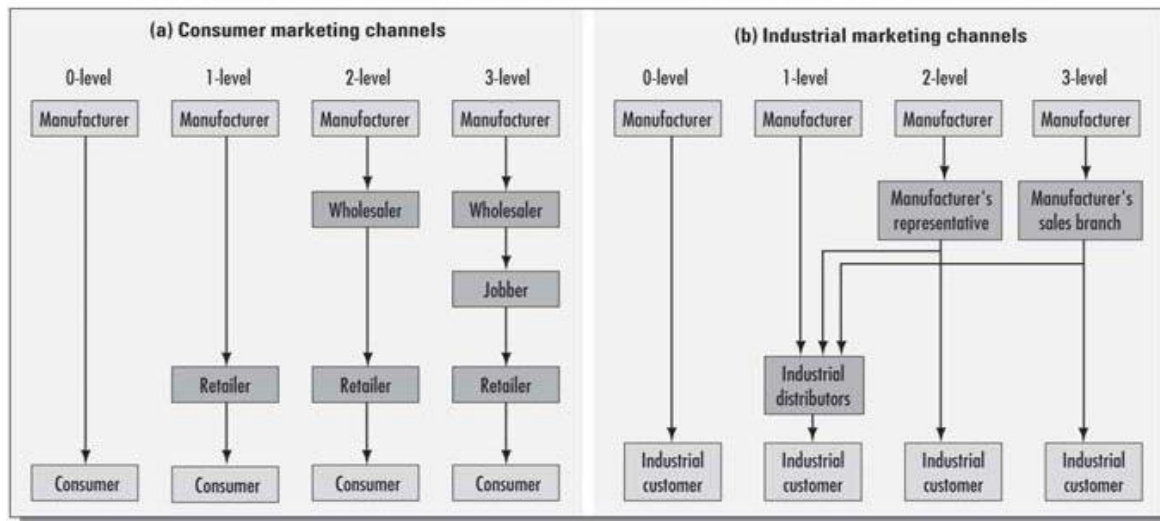 (a) Consumer marketing channels
0-level 1-level 2-level 3-level
Manufacturer Manufacturer Manufacturer Manufacturer
Wholesaler Wholesaler
Jobber
Retailer Retailer Retailer
Consumer Consumer Consumer Consumer
(b) Industrial marketing channels
0-level 1-level 2-level 3-level
Manufacturer Manufacturer Manufacturer Manufacturer
Manufacturer's
representative
Manufacturer's
sales branch
Industrial
distributors
Industrial
customer
Industrial
customer
Industrial
customer
Industrial
customer